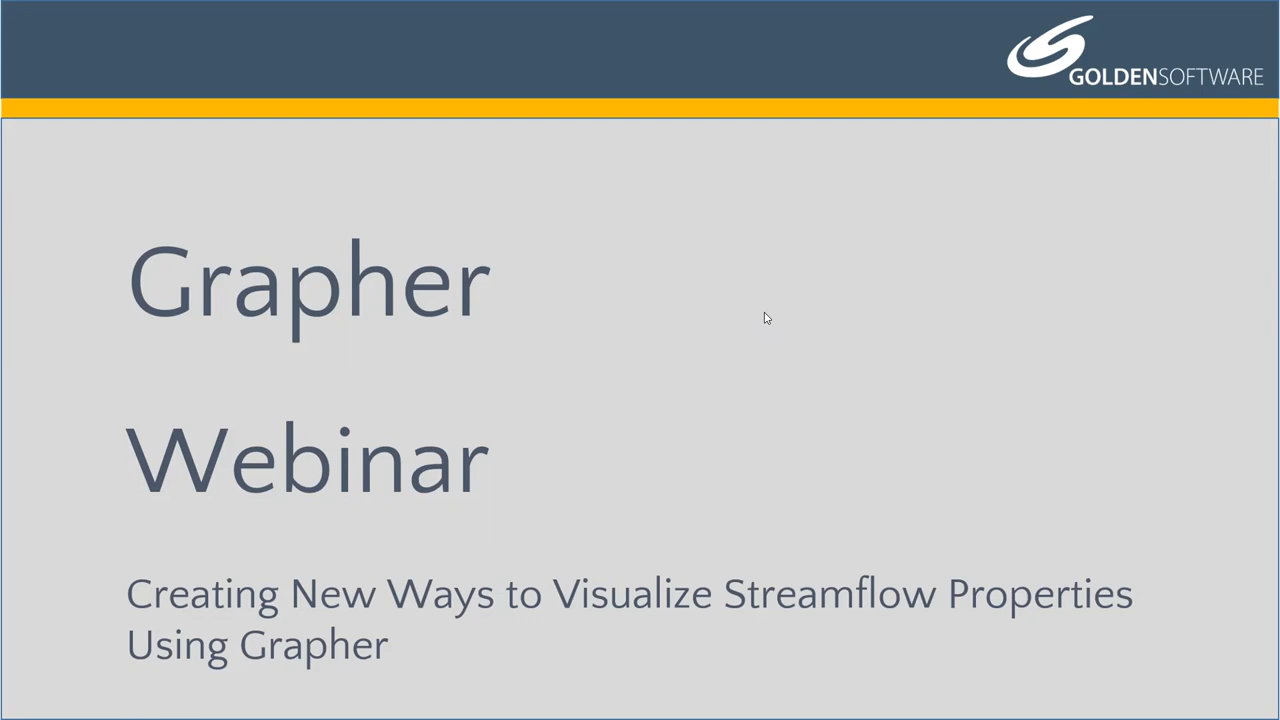 GOLDENSOFTWARE
Grapher
Webinar
Creating New Ways to Visualize Streamflow Properties
Using Grapher